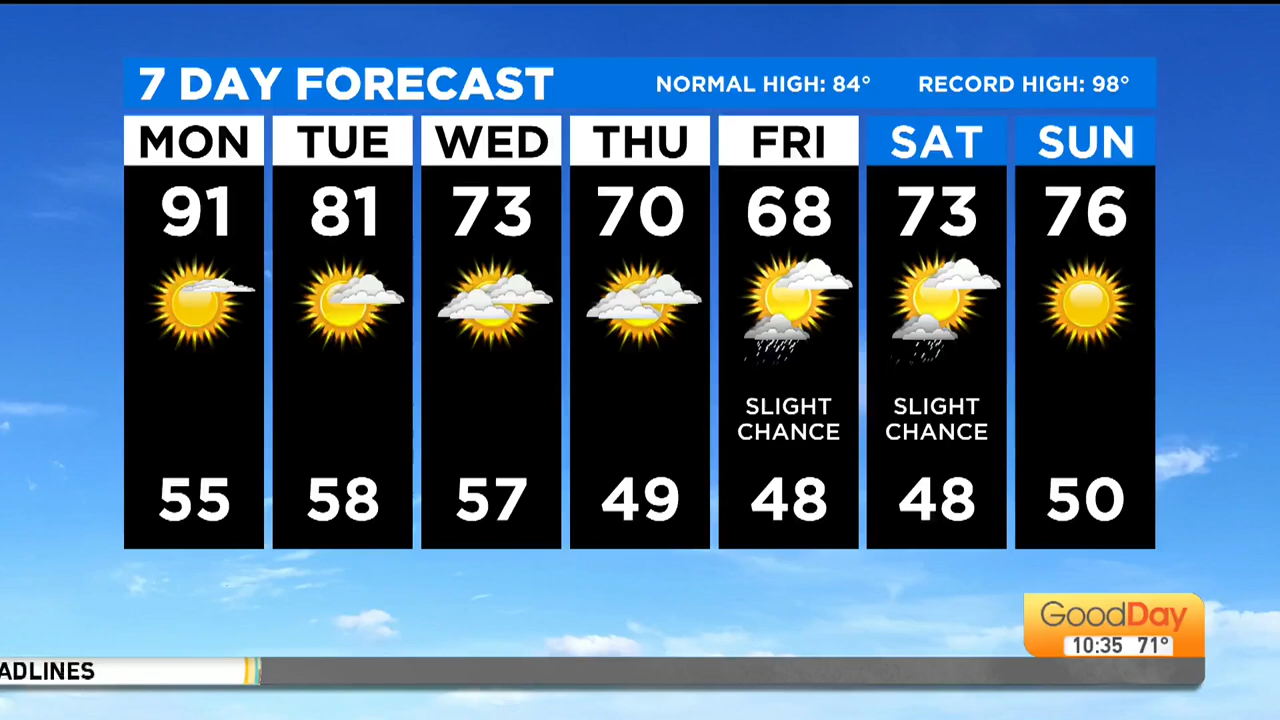 7 DAY FORECAST
NORMAL HIGH: 84° RECORD HIGH: 98°
MON TUE WED THU FRI SAT SUN
91 81 73 70 68 73 76
SLIGHT CHANCE SLIGHT CHANCE
55 58 57 49 48 48 50
GoodDay
10:35 71°
ADLINES